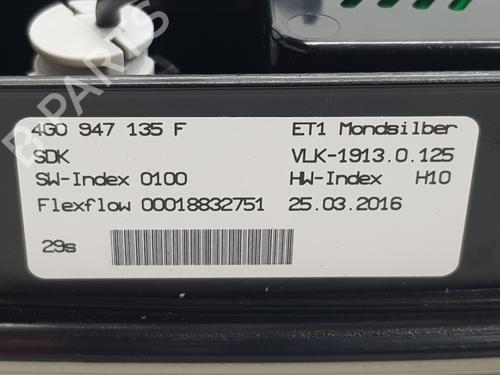 4G0 947 135 F ET1 Mondsilber
SDK VLK-1913.0.125
SW-Index 0100 HW-Index H10
Flexflow 00018832751 25.03.2016
29s
B-PARTS